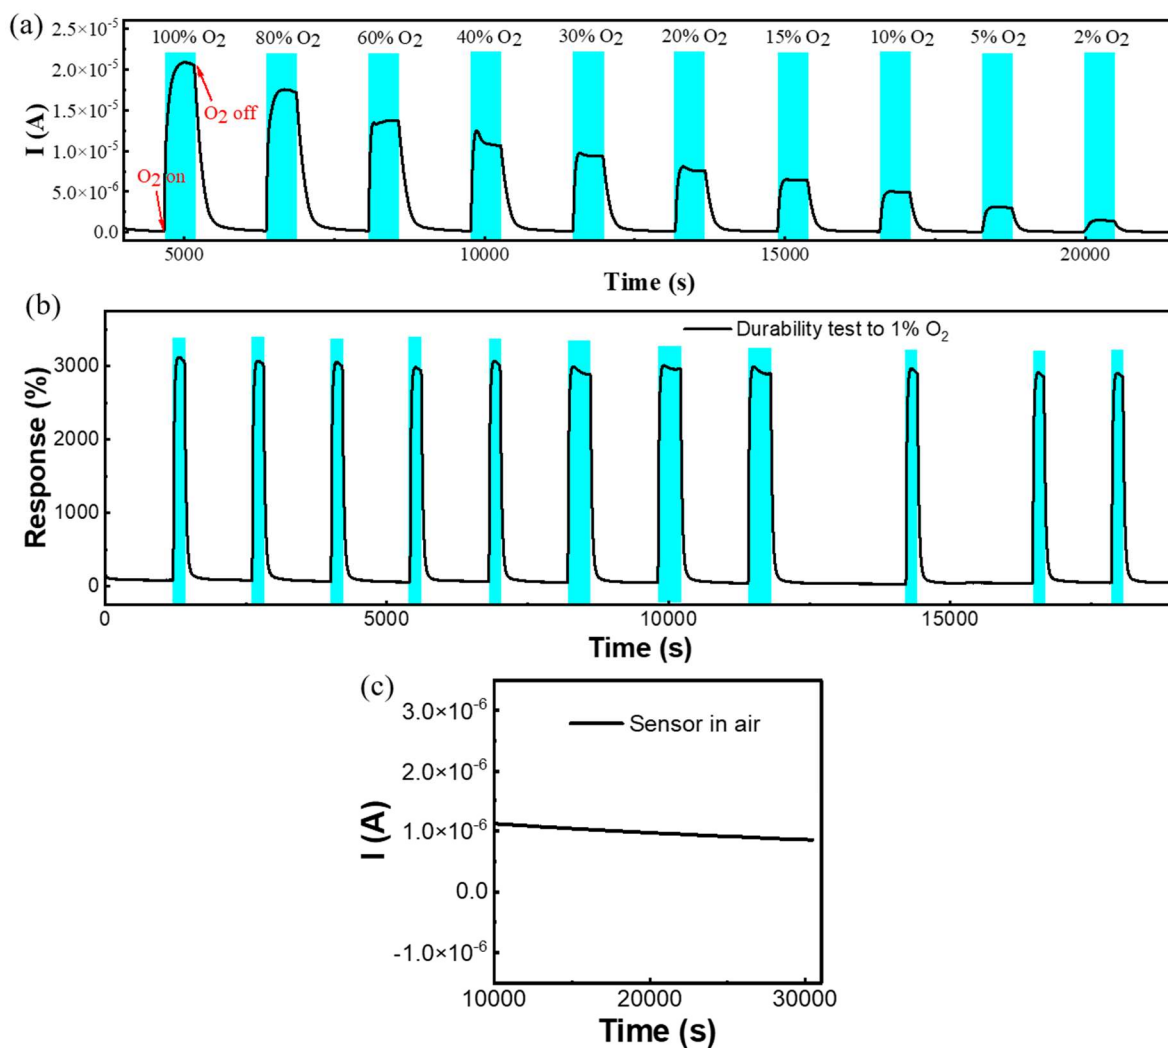 (a)
2.5×10⁻⁵
2.0×10⁻⁵
1.5×10⁻⁵
1.0×10⁻⁵
5.0×10⁻⁶
0.0
I (A)
100% O₂ 80% O₂ 60% O₂ 40% O₂ 30% O₂ 20% O₂ 15% O₂ 10% O₂ 5% O₂ 2% O₂
O₂ off
O₂ on
5000 10000 15000 20000
Time (s)
(b)
Durability test to 1% O₂
3000
2000
1000
0
Response (%)
0 5000 10000 15000
Time (s)
(c)
Sensor in air
3.0×10⁻⁶
2.0×10⁻⁶
1.0×10⁻⁶
0.0
-1.0×10⁻⁶
I (A)
10000 20000 30000
Time (s)